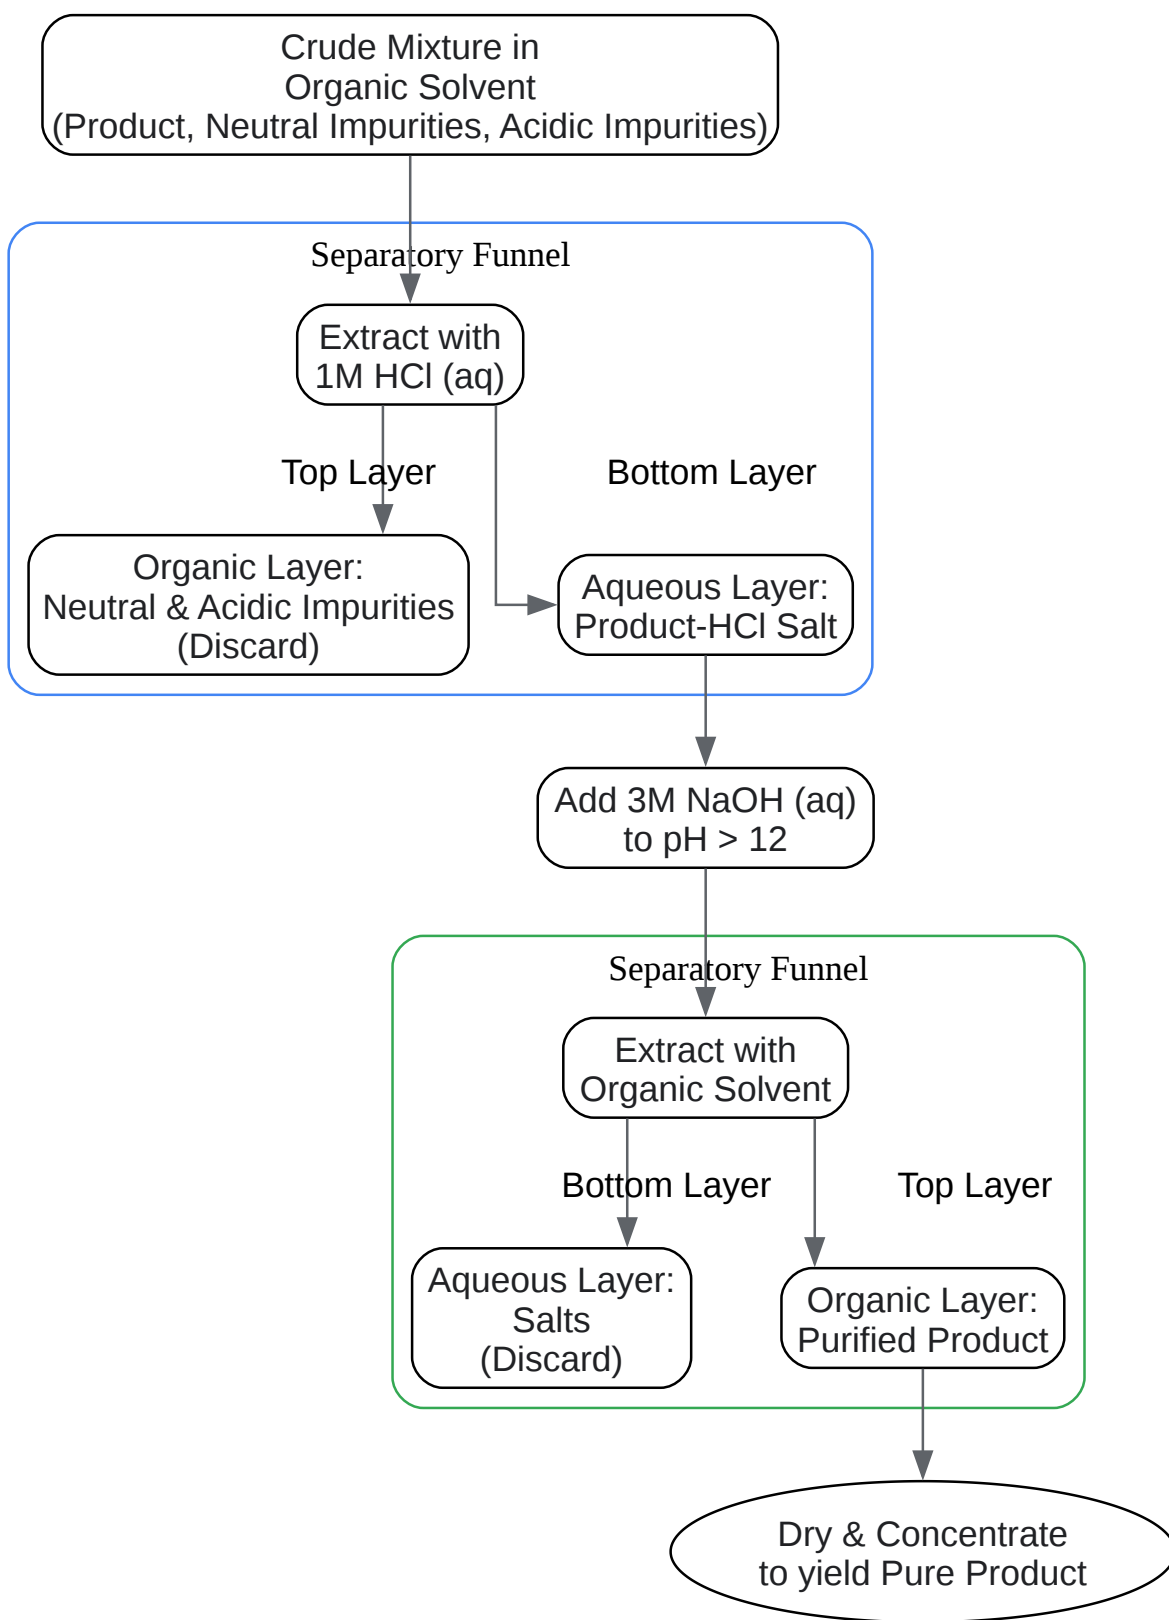 Crude Mixture in
Organic Solvent
(Product, Neutral Impurities, Acidic Impurities)
Separatory Funnel
Extract with
1M HCl (aq)
Top Layer
Bottom Layer
Organic Layer:
Neutral & Acidic Impurities
(Discard)
Aqueous Layer:
Product-HCl Salt
Add 3M NaOH (aq)
to pH > 12
Separatory Funnel
Extract with
Organic Solvent
Bottom Layer
Top Layer
Aqueous Layer:
Salts
(Discard)
Organic Layer:
Purified Product
Dry & Concentrate
to yield Pure Product